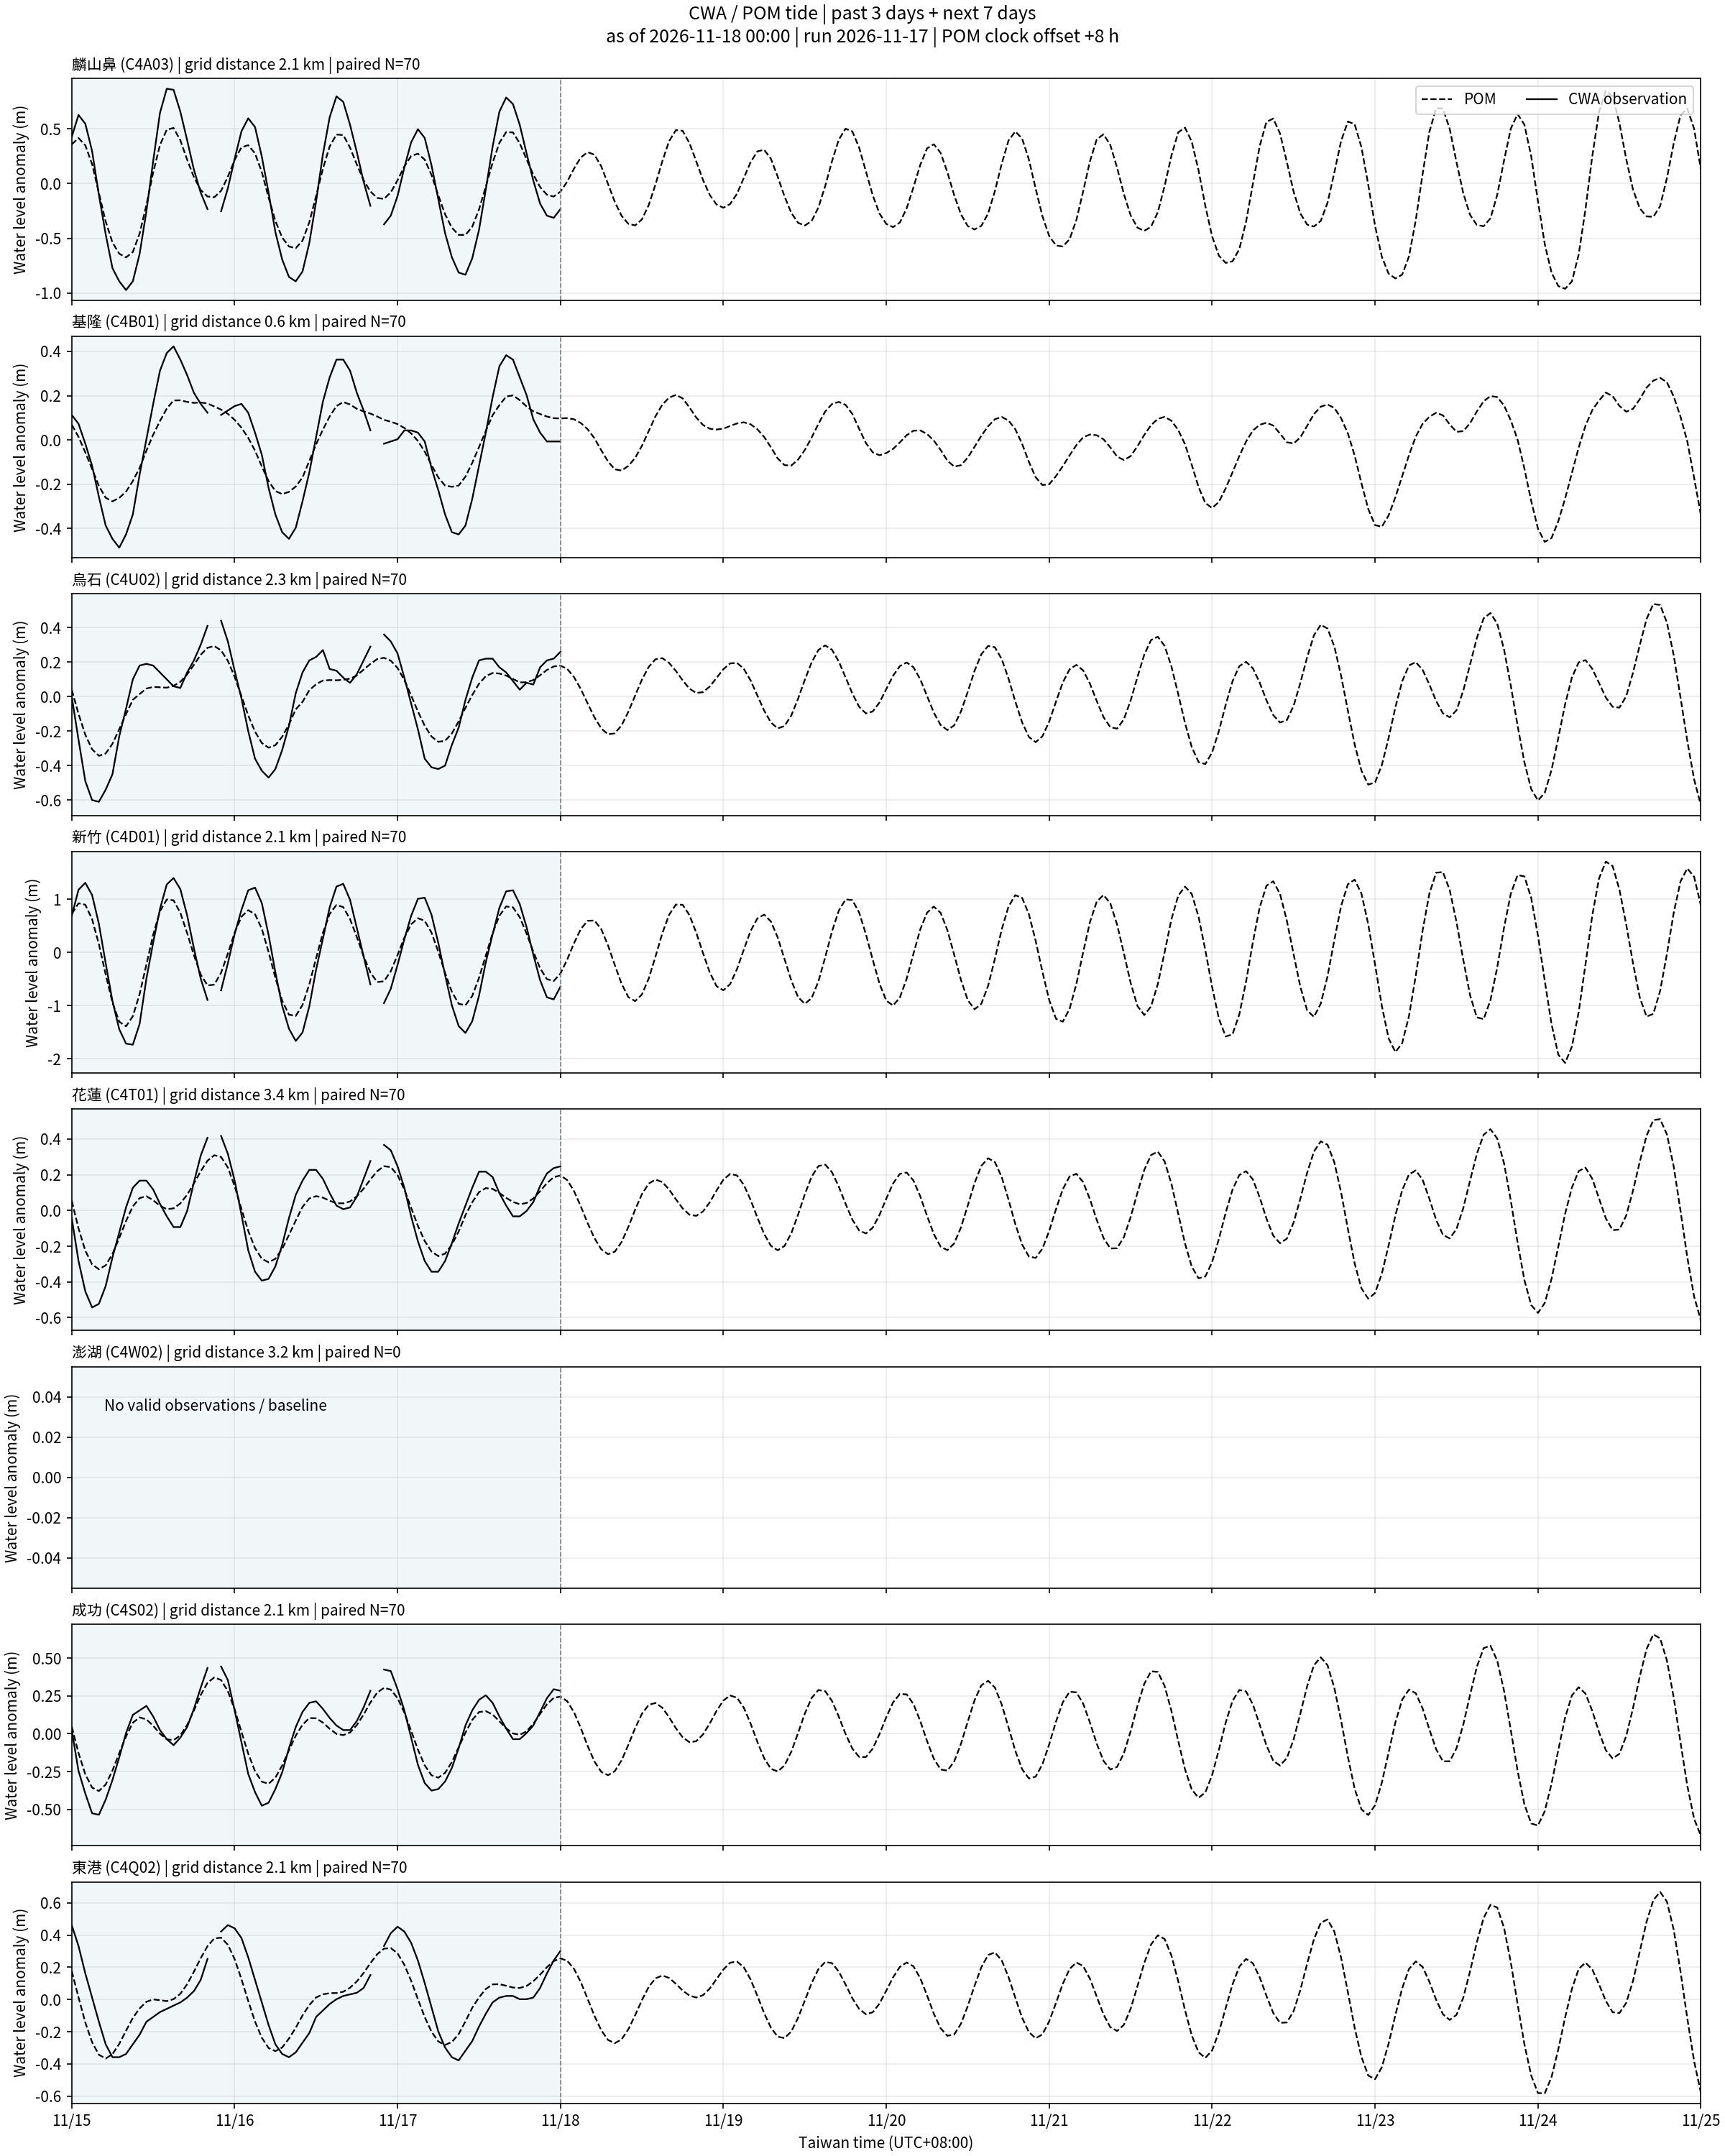 CWA / POM tide | past 3 days + next 7 days
as of 2026-11-18 00:00 | run 2026-11-17 | POM clock offset +8 h
麟山鼻 (C4A03) | grid distance 2.1 km | paired N=70
POM
CWA observation
Water level anomaly (m)
0.5
0.0
-0.5
-1.0
基隆 (C4B01) | grid distance 0.6 km | paired N=70
Water level anomaly (m)
0.4
0.2
0.0
-0.2
-0.4
烏石 (C4U02) | grid distance 2.3 km | paired N=70
Water level anomaly (m)
0.4
0.2
0.0
-0.2
-0.4
-0.6
新竹 (C4D01) | grid distance 2.1 km | paired N=70
Water level anomaly (m)
1
0
-1
-2
花蓮 (C4T01) | grid distance 3.4 km | paired N=70
Water level anomaly (m)
0.4
0.2
0.0
-0.2
-0.4
-0.6
澎湖 (C4W02) | grid distance 3.2 km | paired N=0
Water level anomaly (m)
0.04
No valid observations / baseline
0.02
0.00
-0.02
-0.04
成功 (C4S02) | grid distance 2.1 km | paired N=70
Water level anomaly (m)
0.50
0.25
0.00
-0.25
-0.50
東港 (C4Q02) | grid distance 2.1 km | paired N=70
Water level anomaly (m)
0.6
0.4
0.2
0.0
-0.2
-0.4
-0.6
11/15 11/16 11/17 11/18 11/19 11/20 11/21 11/22 11/23 11/24 11/25
Taiwan time (UTC+08:00)